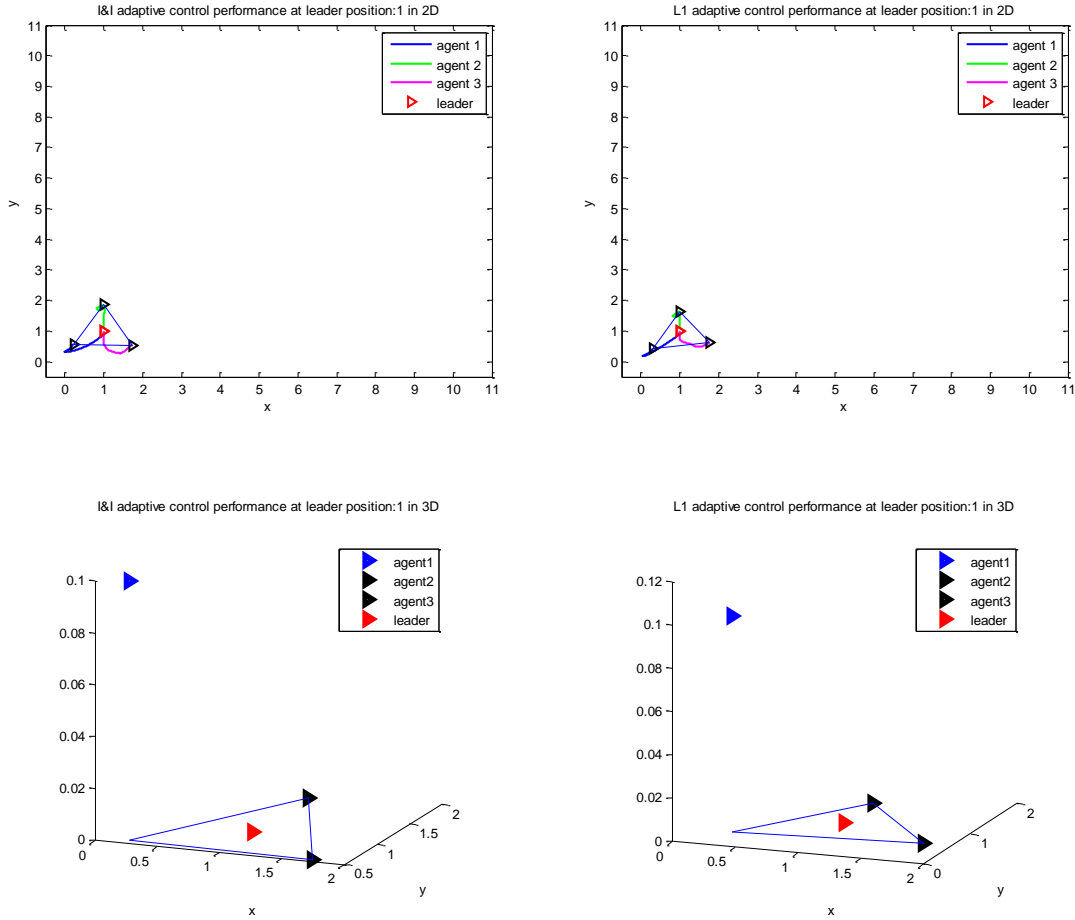 I&I adaptive control performance at leader position:1 in 2D
11
10
9
8
7
6
5
4
3
2
1
0
y
0 1 2 3 4 5 6 7 8 9 10 11
x
agent 1
agent 2
agent 3
leader
L1 adaptive control performance at leader position:1 in 2D
11
10
9
8
7
6
5
4
3
2
1
0
y
0 1 2 3 4 5 6 7 8 9 10 11
x
agent 1
agent 2
agent 3
leader
I&I adaptive control performance at leader position:1 in 3D
0.1
0.08
0.06
0.04
0.02
0
0 0.5 1 1.5 2
x
0.5 1 1.5 2
y
agent1
agent2
agent3
leader
L1 adaptive control performance at leader position:1 in 3D
0.12
0.1
0.08
0.06
0.04
0.02
0
0 0.5 1 1.5 2
x
0 1 2
y
agent1
agent2
agent3
leader